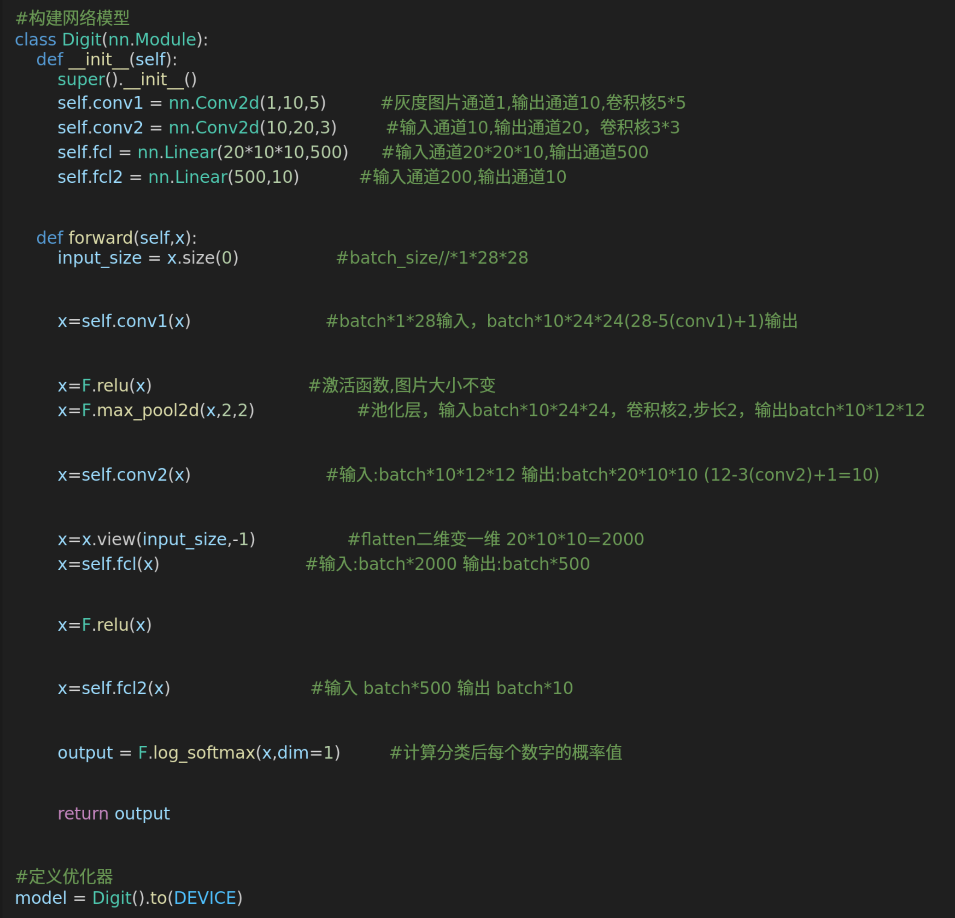 #构建网络模型
class Digit(nn.Module):
    def __init__(self):
        super().__init__()
        self.conv1 = nn.Conv2d(1,10,5)          #灰度图片通道1,输出通道10,卷积核5*5
        self.conv2 = nn.Conv2d(10,20,3)         #输入通道10,输出通道20，卷积核3*3
        self.fcl = nn.Linear(20*10*10,500)      #输入通道20*20*10,输出通道500
        self.fcl2 = nn.Linear(500,10)           #输入通道200,输出通道10
    def forward(self,x):
        input_size = x.size(0)                  #batch_size//*1*28*28
        x=self.conv1(x)                         #batch*1*28输入，batch*10*24*24(28-5(conv1)+1)输出
        x=F.relu(x)                             #激活函数,图片大小不变
        x=F.max_pool2d(x,2,2)                   #池化层，输入batch*10*24*24，卷积核2,步长2，输出batch*10*12*12
        x=self.conv2(x)                         #输入:batch*10*12*12 输出:batch*20*10*10 (12-3(conv2)+1=10)
        x=x.view(input_size,-1)                 #flatten二维变一维 20*10*10=2000
        x=self.fcl(x)                           #输入:batch*2000 输出:batch*500
        x=F.relu(x)
        x=self.fcl2(x)                          #输入 batch*500 输出 batch*10
        output = F.log_softmax(x,dim=1)         #计算分类后每个数字的概率值
        return output
#定义优化器
model = Digit().to(DEVICE)